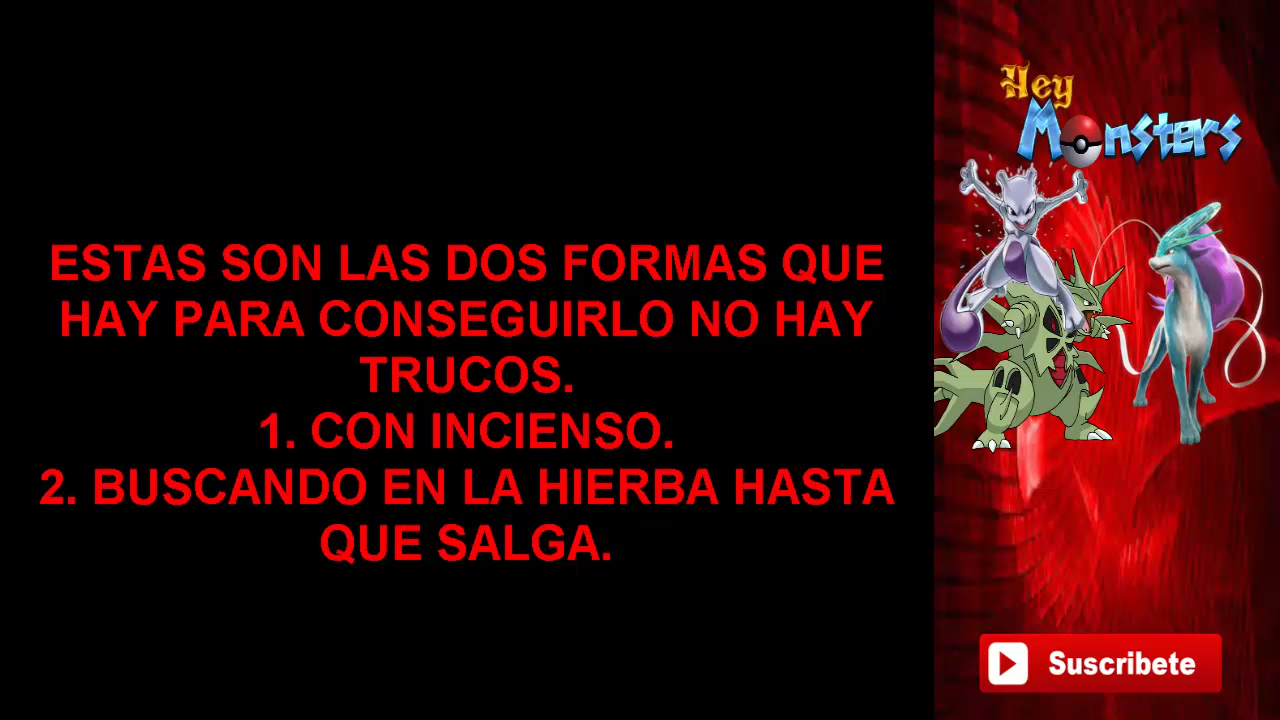 ESTAS SON LAS DOS FORMAS QUE
HAY PARA CONSEGUIRLO NO HAY
TRUCOS.
1. CON INCIENSO.
2. BUSCANDO EN LA HIERBA HASTA
QUE SALGA.
Hey
Monsters
Suscribete